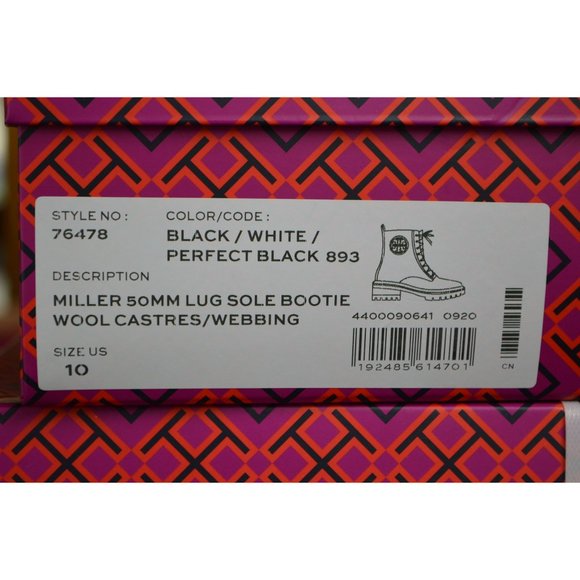 STYLE NO :
76478
COLOR/CODE :
BLACK / WHITE /
PERFECT BLACK 893
DESCRIPTION
MILLER 50MM LUG SOLE BOOTIE
WOOL CASTRES/WEBBING
SIZE US
10
4400090641 0920
192485 614701
CN